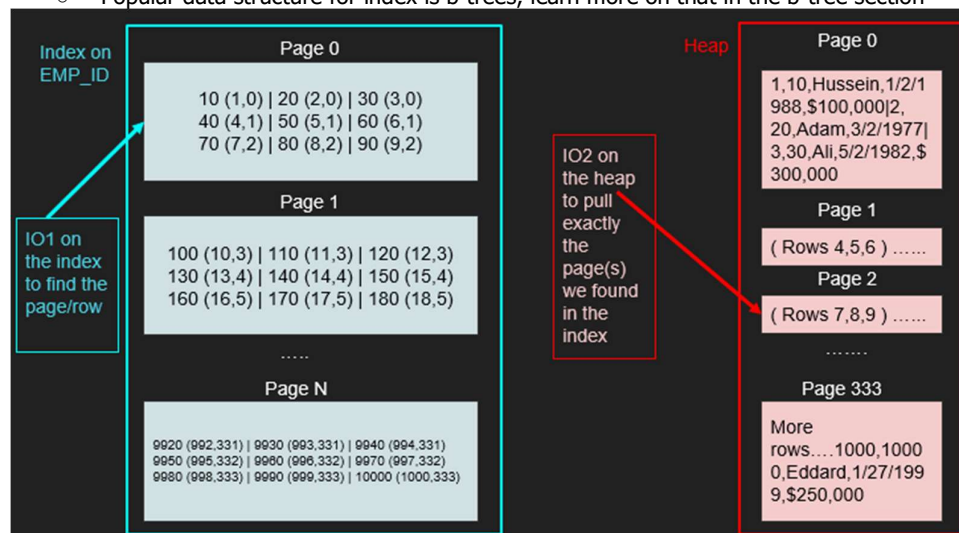 ○ Popular data structure for index is b-trees, learn more on that in the b-tree section
Index on
EMP_ID
Page 0
10 (1,0) | 20 (2,0) | 30 (3,0)
40 (4,1) | 50 (5,1) | 60 (6,1)
70 (7,2) | 80 (8,2) | 90 (9,2)
IO1 on
the index
to find the
page/row
Page 1
100 (10,3) | 110 (11,3) | 120 (12,3)
130 (13,4) | 140 (14,4) | 150 (15,4)
160 (16,5) | 170 (17,5) | 180 (18,5)
.....
Page N
9920 (992,331) | 9930 (993,331) | 9940 (994,331)
9950 (995,332) | 9960 (996,332) | 9970 (997,332)
9980 (998,333) | 9990 (999,333) | 10000 (1000,333)
IO2 on
the heap
to pull
exactly
the
page(s)
we found
in the
index
Heap
Page 0
1,10,Hussein,1/2/1
988,$100,000|2,
20,Adam,3/2/1977|
3,30,Ali,5/2/1982,$
300,000
Page 1
( Rows 4,5,6 ) ......
Page 2
( Rows 7,8,9 ) ......
.......
Page 333
More
rows....1000,1000
0,Eddard,1/27/199
9,$250,000